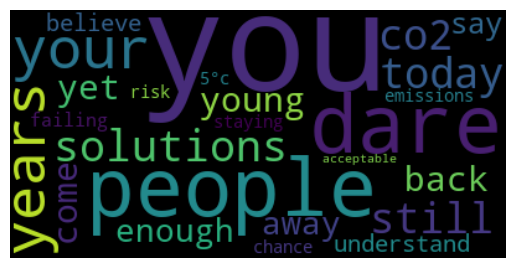 believe
you
co2
say
your
today
yet
5°c
risk
young
emissions
years
failing
staying
dare
solutions
acceptable
come
people
back
enough
away
still
chance
understand